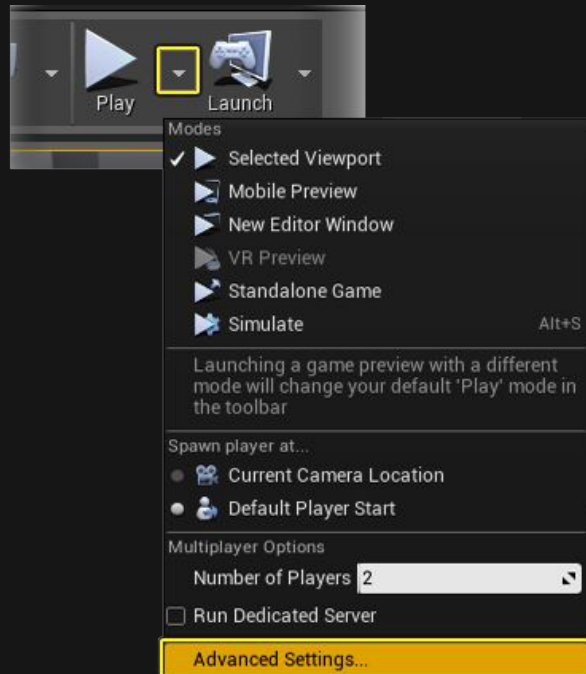 Play
Launch
Modes
Selected Viewport
Mobile Preview
New Editor Window
VR Preview
Standalone Game
Simulate Alt+S
Launching a game preview with a different
mode will change your default 'Play' mode in
the toolbar
Spawn player at...
Current Camera Location
Default Player Start
Multiplayer Options
Number of Players 2
Run Dedicated Server
Advanced Settings...